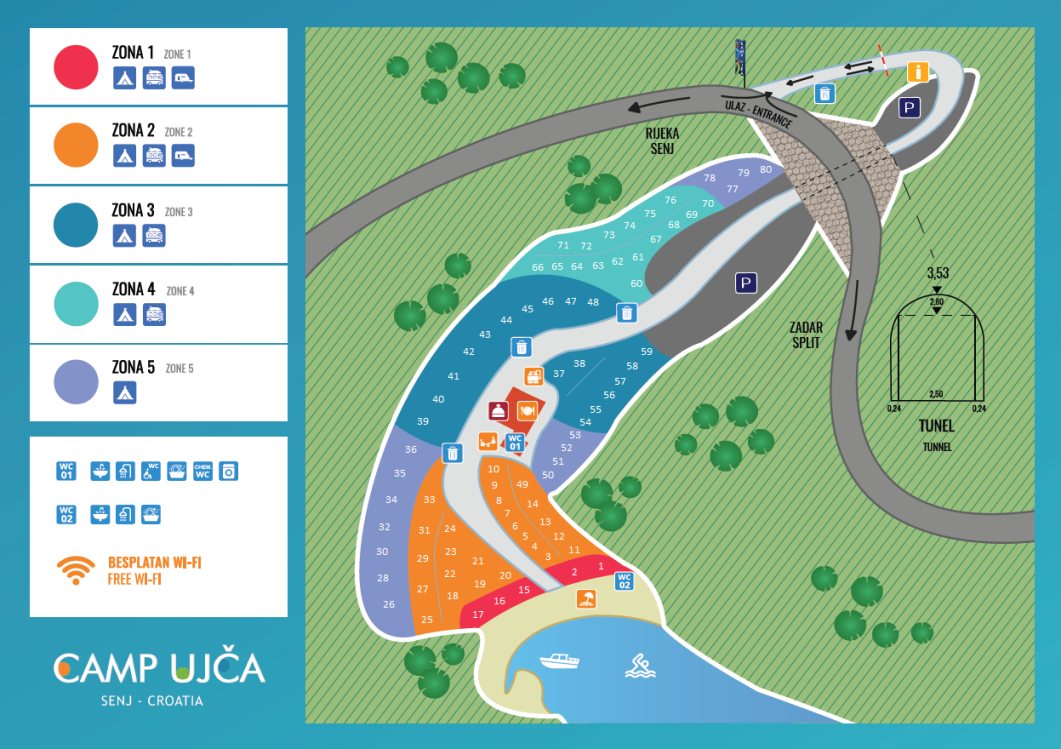 ZONA 1 ZONE 1
ZONA 2 ZONE 2
ZONA 3 ZONE 3
ZONA 4 ZONE 4
ZONA 5 ZONE 5
WC 01
WC
CHEM. WC
WC 02
BESPLATAN WI-FI
FREE WI-FI
CAMP UJČA
SENJ - CROATIA
ULAZ - ENTRANCE
i
P
RIJEKA
SENJ
78 79 80
77
76 70
75 69
74 68
73 67
71 72
66 65 64 63 62 61
60
P
45 46 47 48
44
43
42
41
40
39
37 38
59
58
57
56
55
54
53
52
51
50
WC 01
ZADAR
SPLIT
3,53
2,80
2,50
0,24 0,24
TUNEL
TUNNEL
36
35
34
33
32
31
30
29
28
27
26
25
24
23
22
21
20
19
18
17
16
15
10
9
49
8
14
7
13
6
5
12
4
11
3
2
1
WC 02